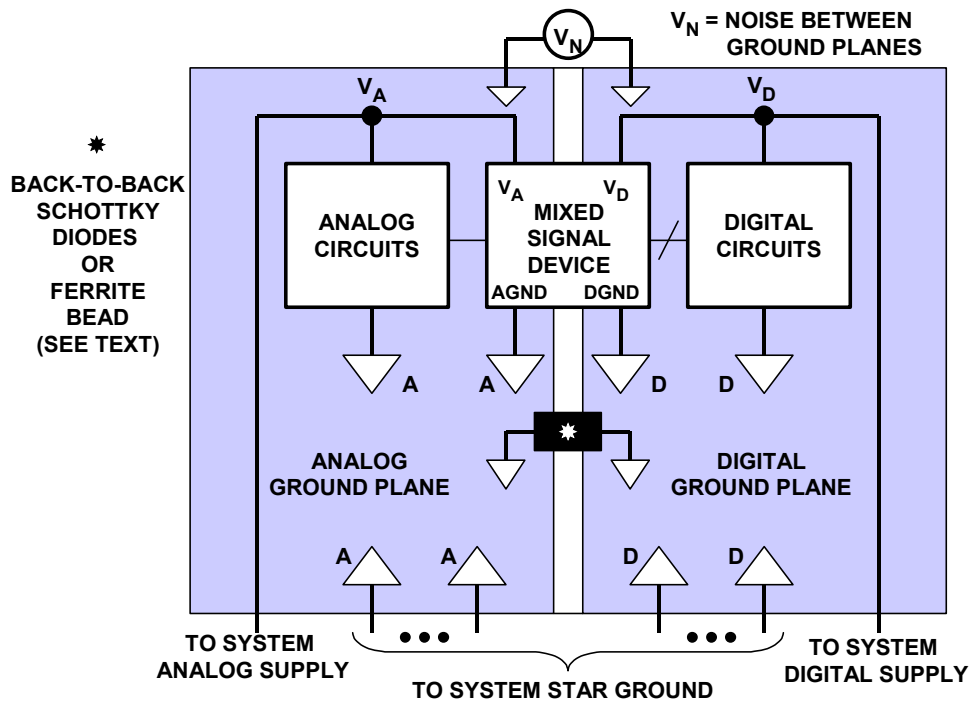 V_N
V_N = NOISE BETWEEN
GROUND PLANES
V_A
V_D
BACK-TO-BACK
SCHOTTKY
DIODES
OR
FERRITE
BEAD
(SEE TEXT)
ANALOG
CIRCUITS
V_A V_D
MIXED
SIGNAL
DEVICE
AGND DGND
DIGITAL
CIRCUITS
A A D D
ANALOG
GROUND PLANE
DIGITAL
GROUND PLANE
A A D D
TO SYSTEM
ANALOG SUPPLY
TO SYSTEM STAR GROUND
TO SYSTEM
DIGITAL SUPPLY